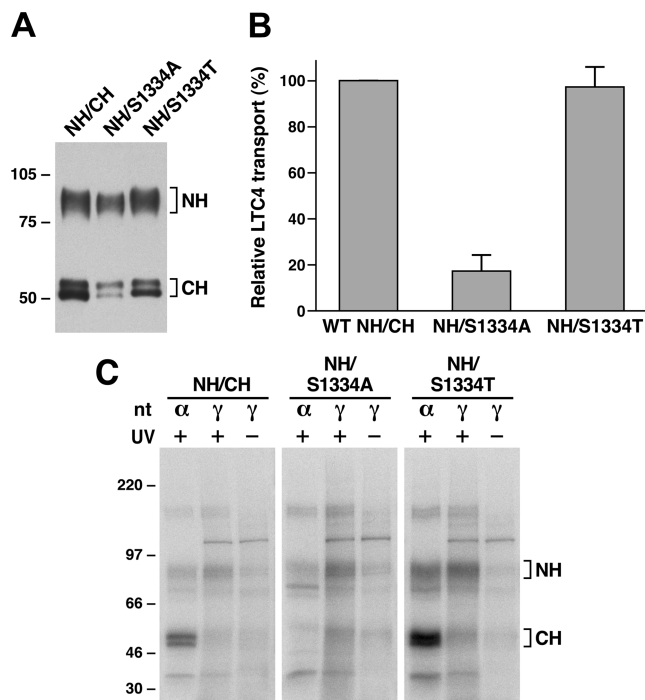 A
NH/CH
NH/S1334A
NH/S1334T
105 –
75 –
50 –
NH
CH
B
Relative LTC4 transport (%)
100
80
60
40
20
0
WT NH/CH NH/S1334A NH/S1334T
C
NH/CH NH/
S1334A NH/
S1334T
nt α γ γ α γ γ α γ γ
UV + + – + + – + + –
220 –
97 –
66 –
46 –
30 –
NH
CH